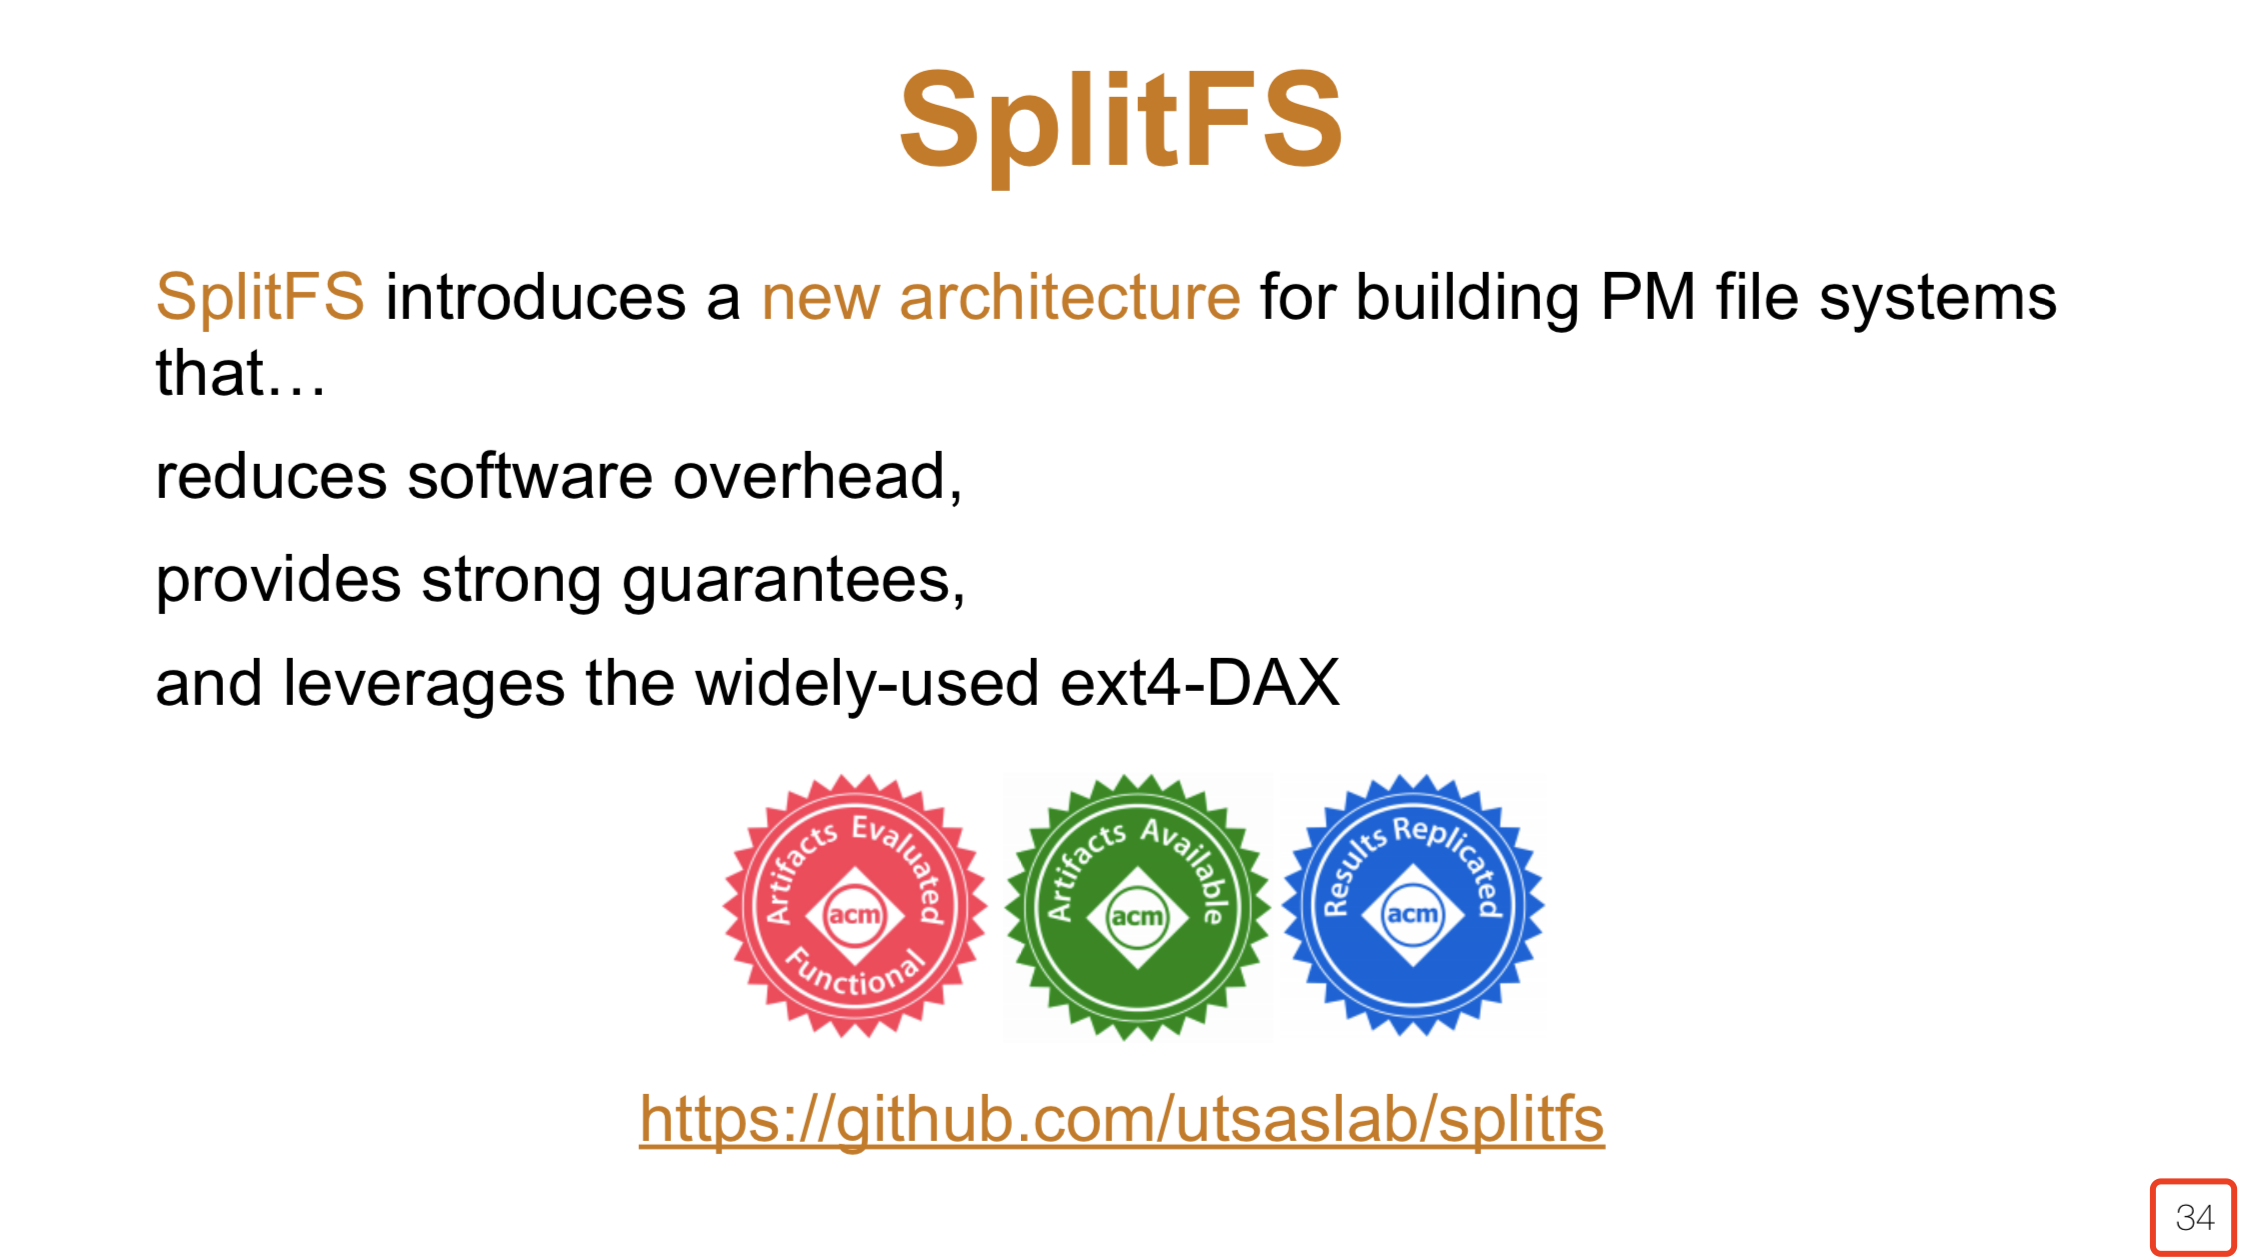 SplitFS
SplitFS introduces a new architecture for building PM file systems
that…
reduces software overhead,
provides strong guarantees,
and leverages the widely-used ext4-DAX
Artifacts Evaluated
acm
Functional
Artifacts Available
acm
Results Replicated
acm
https://github.com/utsaslab/splitfs
34